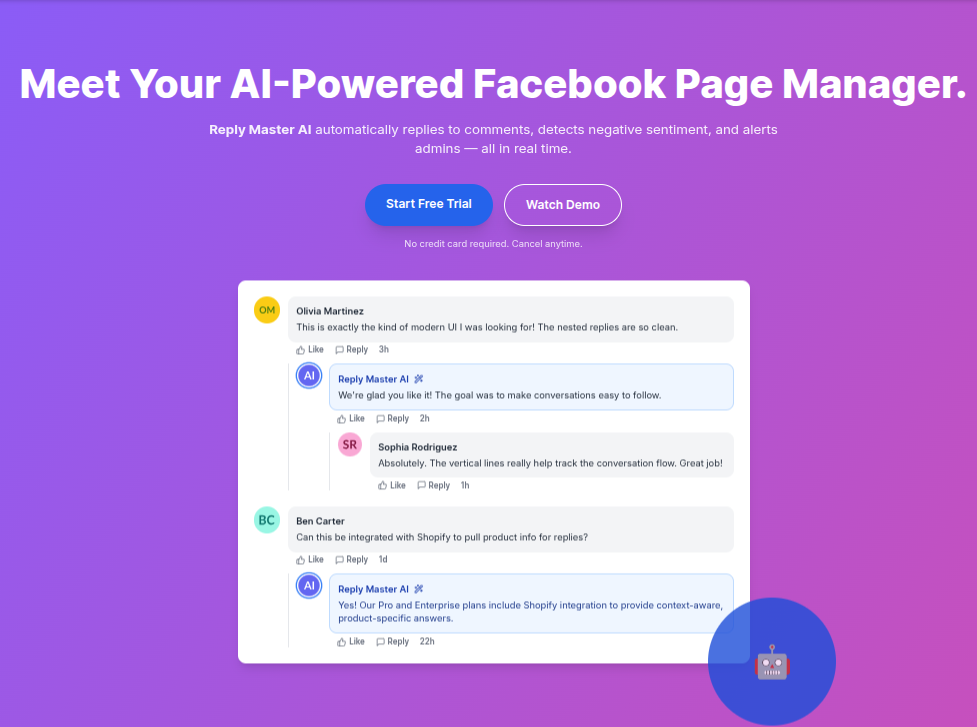 Meet Your AI-Powered Facebook Page Manager.
Reply Master AI automatically replies to comments, detects negative sentiment, and alerts
admins — all in real time.
Start Free Trial
Watch Demo
No credit card required. Cancel anytime.
OM
Olivia Martinez
This is exactly the kind of modern UI I was looking for! The nested replies are so clean.
Like Reply 3h
AI
Reply Master AI
We're glad you like it! The goal was to make conversations easy to follow.
Like Reply 2h
SR
Sophia Rodriguez
Absolutely. The vertical lines really help track the conversation flow. Great job!
Like Reply 1h
BC
Ben Carter
Can this be integrated with Shopify to pull product info for replies?
Like Reply 1d
AI
Reply Master AI
Yes! Our Pro and Enterprise plans include Shopify integration to provide context-aware,
product-specific answers.
Like Reply 22h